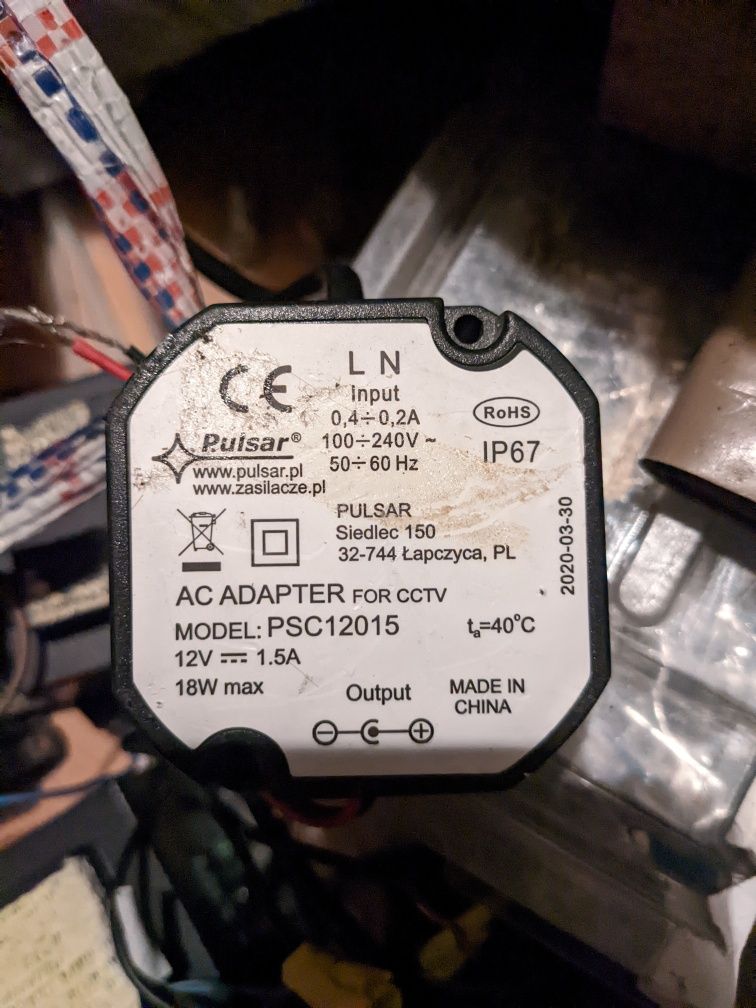 L N
Input
0,4÷0,2A
100÷240V ~
50÷60 Hz
CE
Pulsar®
www.pulsar.pl
www.zasilacze.pl
RoHS
IP67
PULSAR
Siedlec 150
32-744 Łapczyca, PL
2020-03-30
AC ADAPTER FOR CCTV
MODEL: PSC12015
ta=40°C
12V ⎓ 1.5A
18W max
Output
MADE IN
CHINA